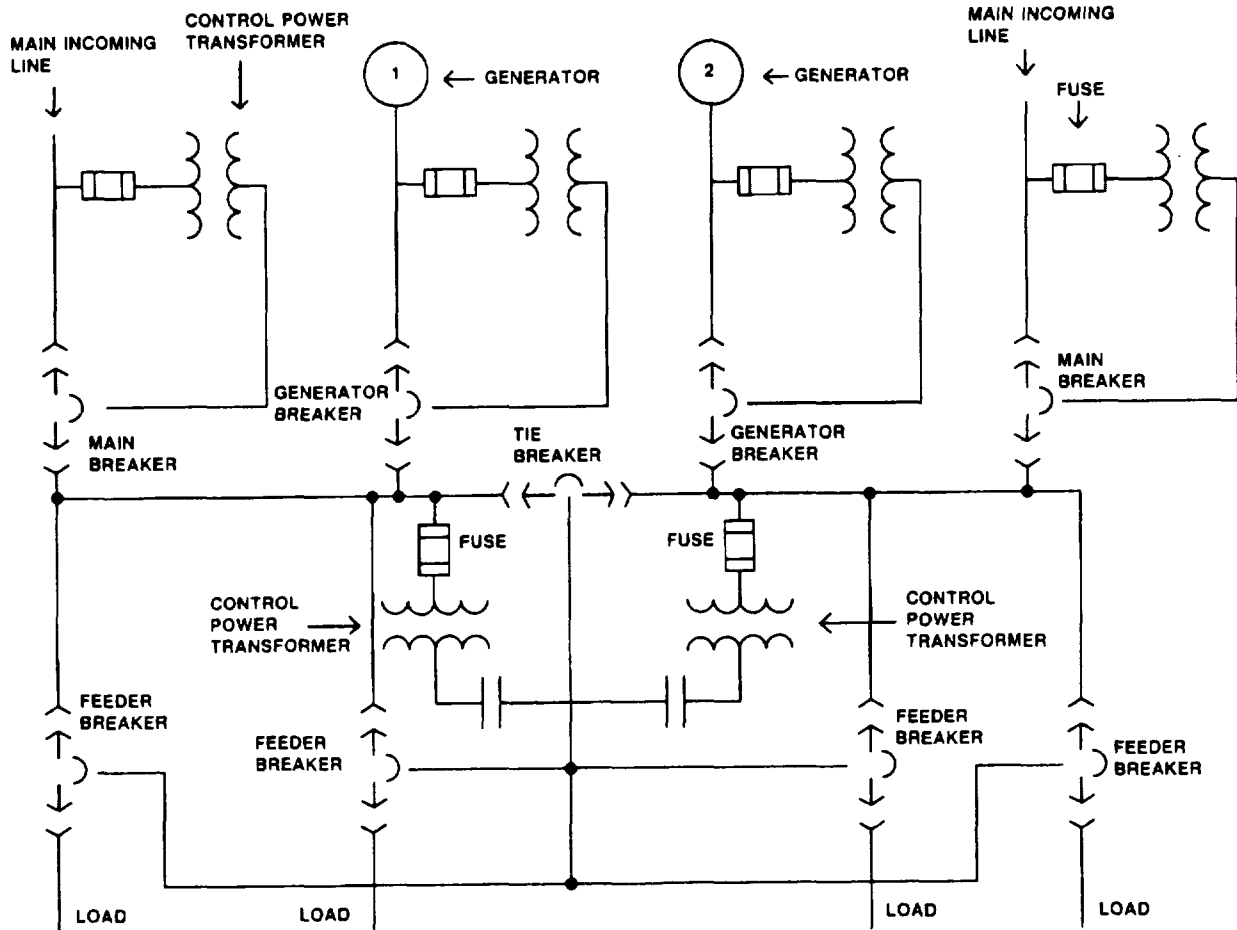 MAIN INCOMING
LINE
CONTROL POWER
TRANSFORMER
1
GENERATOR
2
GENERATOR
MAIN INCOMING
LINE
FUSE
GENERATOR
BREAKER
MAIN
BREAKER
MAIN
BREAKER
TIE
BREAKER
GENERATOR
BREAKER
FUSE
FUSE
CONTROL
POWER
TRANSFORMER
CONTROL
POWER
TRANSFORMER
FEEDER
BREAKER
FEEDER
BREAKER
FEEDER
BREAKER
FEEDER
BREAKER
LOAD
LOAD
LOAD
LOAD